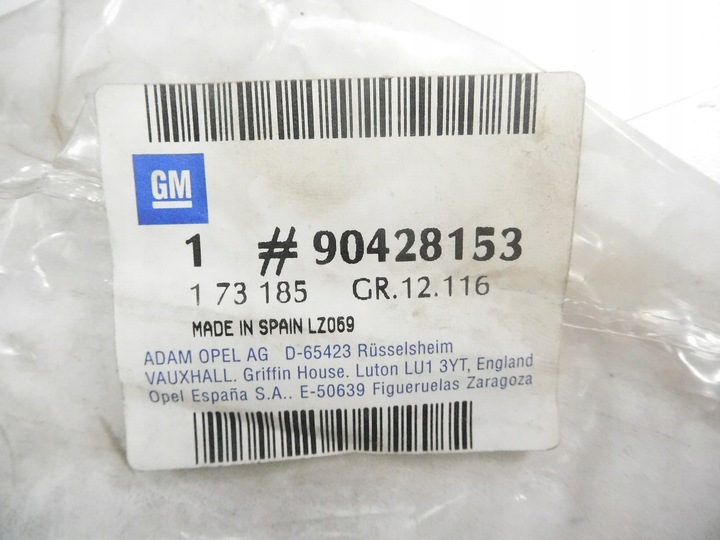 GM
1 # 90428153
1 73 185 GR.12.116
MADE IN SPAIN LZ069
ADAM OPEL AG D-65423 Rüsselsheim
VAUXHALL. Griffin House. Luton LU1 3YT, England
Opel España S.A.. E-50639 Figueruelas Zaragoza